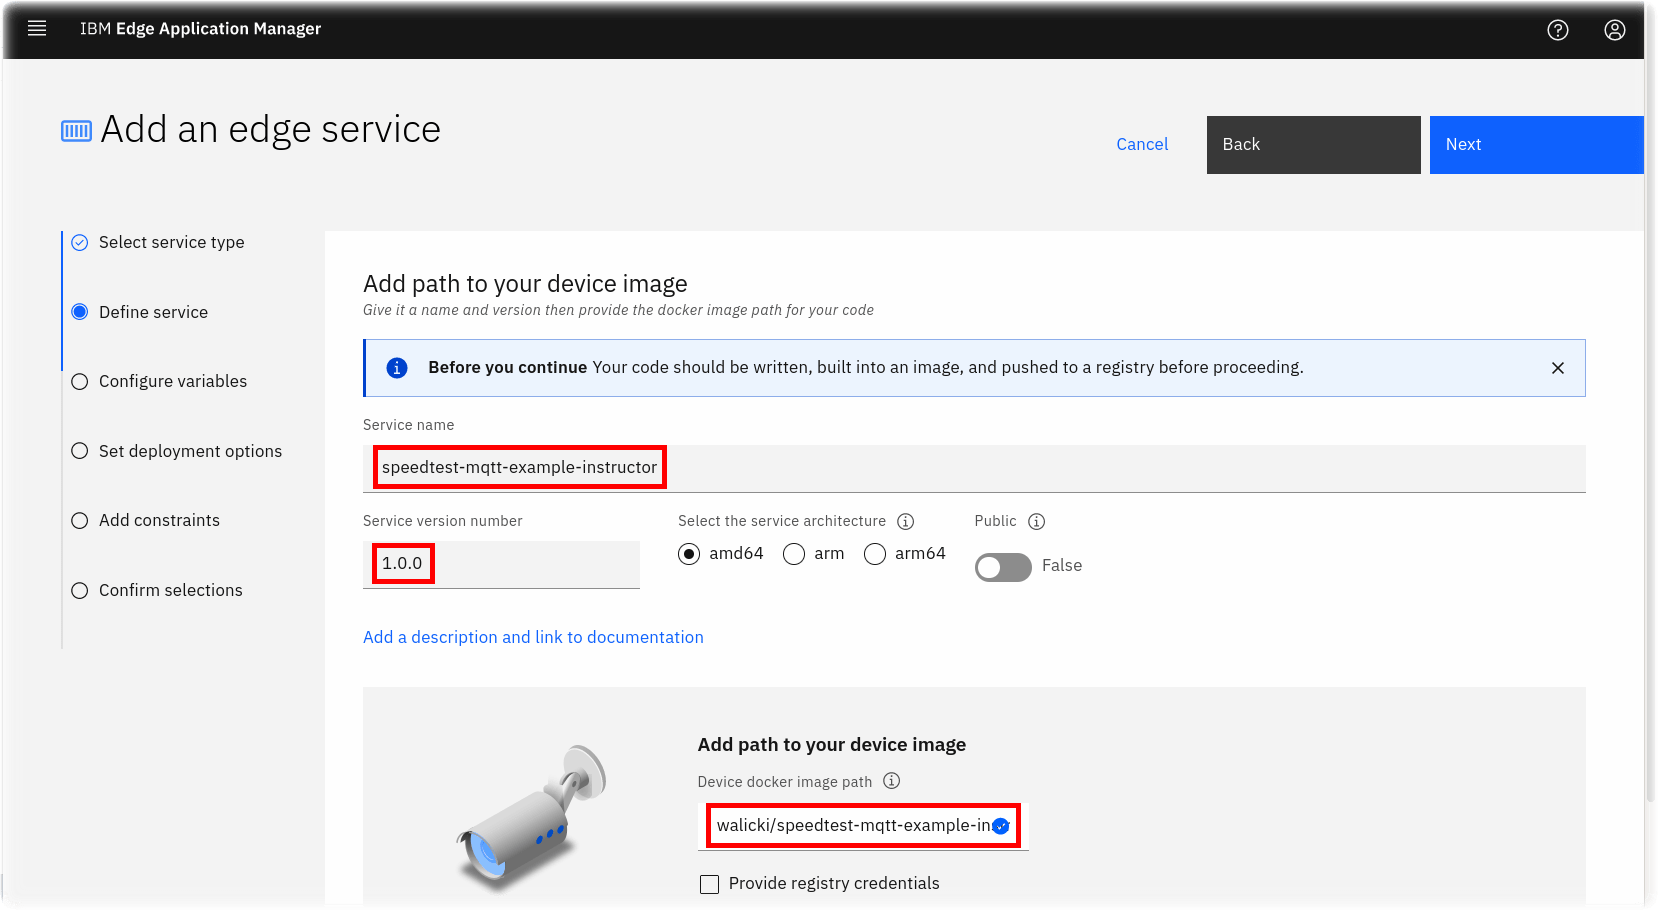 IBM Edge Application Manager
Add an edge service
Cancel
Back
Next
Select service type
Define service
Configure variables
Set deployment options
Add constraints
Confirm selections
Add path to your device image
Give it a name and version then provide the docker image path for your code
Before you continue Your code should be written, built into an image, and pushed to a registry before proceeding.
Service name
speedtest-mqtt-example-instructor
Service version number
Select the service architecture
Public
1.0.0
amd64
arm
arm64
False
Add a description and link to documentation
Add path to your device image
Device docker image path
walicki/speedtest-mqtt-example-in
Provide registry credentials